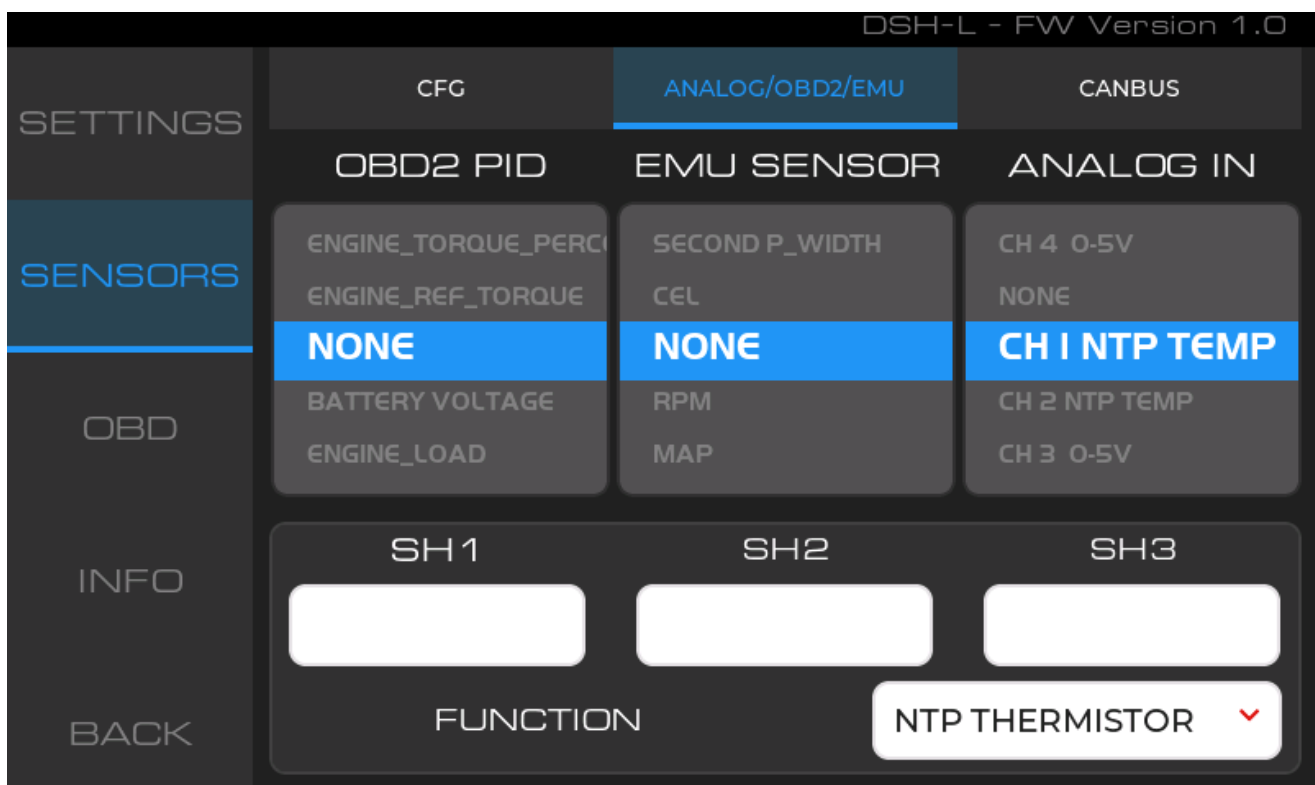 DSH-L - FW Version 1.0
SETTINGS
SENSORS
OBD
INFO
BACK
CFG
ANALOG/OBD2/EMU
CANBUS
OBD2 PID
ENGINE_TORQUE_PERC
ENGINE_REF_TORQUE
NONE
BATTERY VOLTAGE
ENGINE_LOAD
EMU SENSOR
SECOND P_WIDTH
CEL
NONE
RPM
MAP
ANALOG IN
CH 4 0-5V
NONE
CH 1 NTP TEMP
CH 2 NTP TEMP
CH 3 0-5V
SH1
SH2
SH3
FUNCTION
NTP THERMISTOR